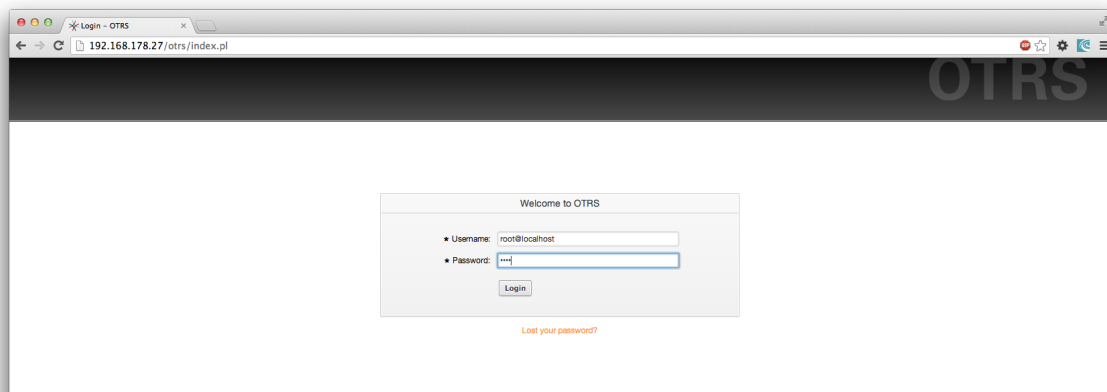 Login - OTRS
192.168.178.27/otrs/index.pl
ABP
OTRS
Welcome to OTRS
★ Username: root@localhost
★ Password: ••••
Login
Lost your password?